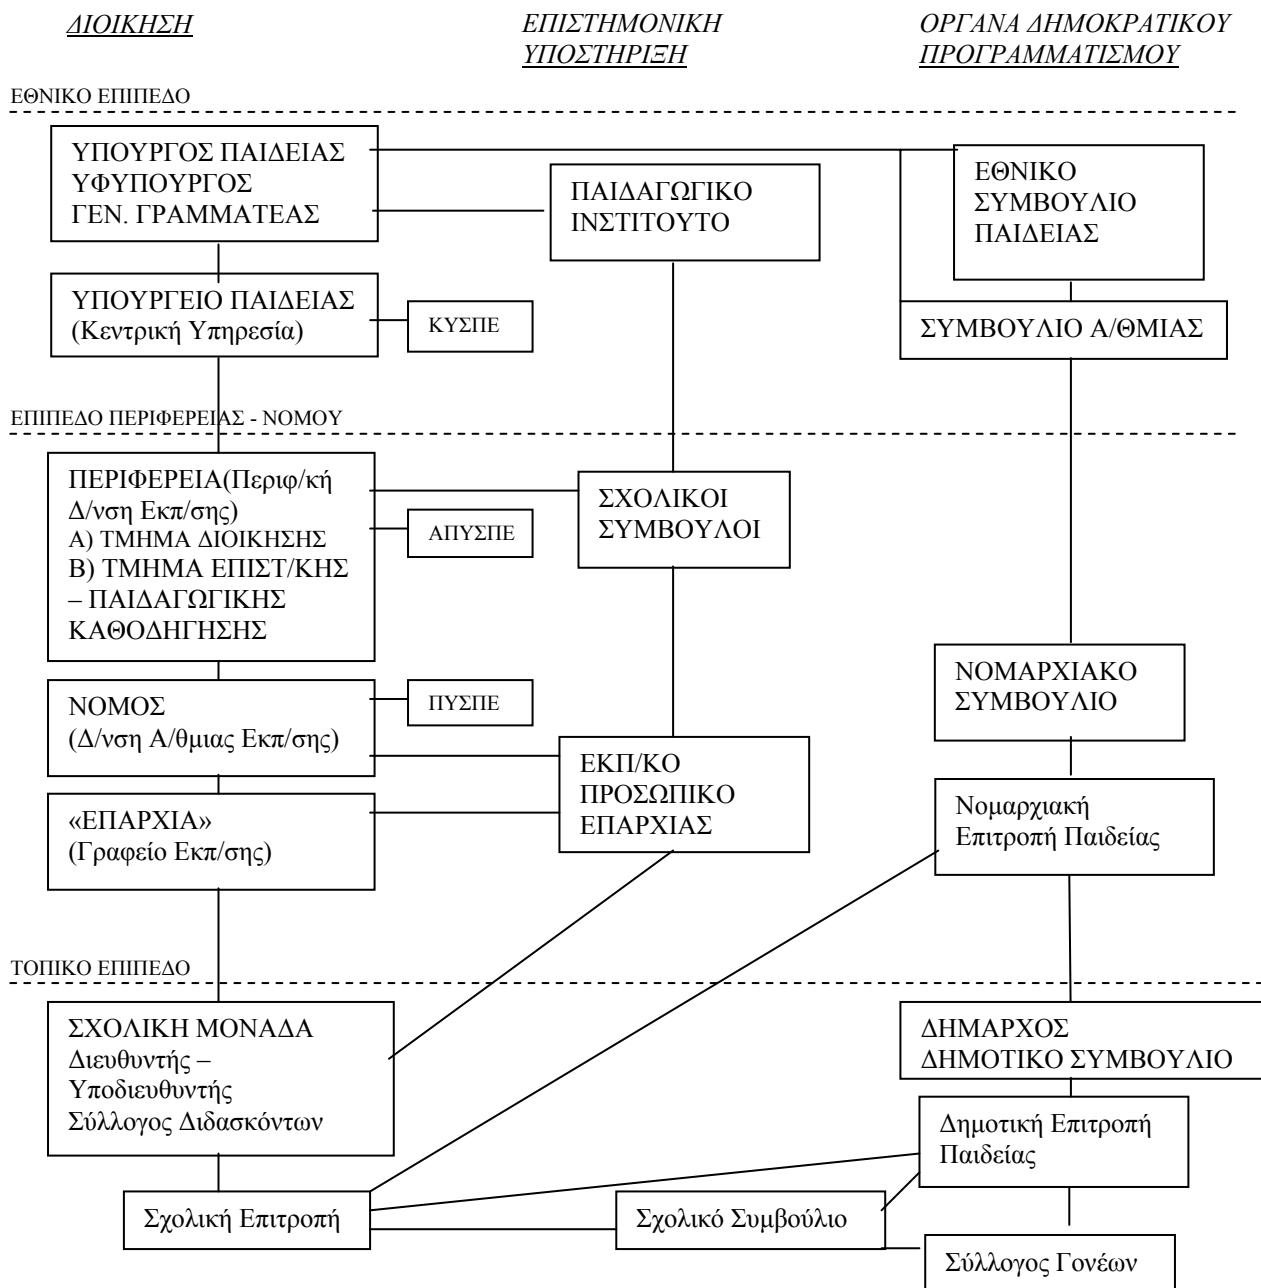 ΔΙΟΙΚΗΣΗ
ΕΠΙΣΤΗΜΟΝΙΚΗ
ΥΠΟΣΤΗΡΙΞΗ
ΟΡΓΑΝΑ ΔΗΜΟΚΡΑΤΙΚΟΥ
ΠΡΟΓΡΑΜΜΑΤΙΣΜΟΥ
ΕΘΝΙΚΟ ΕΠΙΠΕΔΟ
ΥΠΟΥΡΓΟΣ ΠΑΙΔΕΙΑΣ
ΥΦΥΠΟΥΡΓΟΣ
ΓΕΝ. ΓΡΑΜΜΑΤΕΑΣ
ΠΑΙΔΑΓΩΓΙΚΟ
ΙΝΣΤΙΤΟΥΤΟ
ΕΘΝΙΚΟ
ΣΥΜΒΟΥΛΙΟ
ΠΑΙΔΕΙΑΣ
ΥΠΟΥΡΓΕΙΟ ΠΑΙΔΕΙΑΣ
(Κεντρική Υπηρεσία)
ΚΥΣΠΕ
ΣΥΜΒΟΥΛΙΟ Α/ΘΜΙΑΣ
ΕΠΙΠΕΔΟ ΠΕΡΙΦΕΡΕΙΑΣ - ΝΟΜΟΥ
ΠΕΡΙΦΕΡΕΙΑ(Περιφ/κή
Δ/νση Εκπ/σης)
Α) ΤΜΗΜΑ ΔΙΟΙΚΗΣΗΣ
Β) ΤΜΗΜΑ ΕΠΙΣΤ/ΚΗΣ
– ΠΑΙΔΑΓΩΓΙΚΗΣ
ΚΑΘΟΔΗΓΗΣΗΣ
ΑΠΥΣΠΕ
ΣΧΟΛΙΚΟΙ
ΣΥΜΒΟΥΛΟΙ
ΝΟΜΑΡΧΙΑΚΟ
ΣΥΜΒΟΥΛΙΟ
ΝΟΜΟΣ
(Δ/νση Α/θμιας Εκπ/σης)
ΠΥΣΠΕ
ΕΚΠ/ΚΟ
ΠΡΟΣΩΠΙΚΟ
ΕΠΑΡΧΙΑΣ
Νομαρχιακή
Επιτροπή Παιδείας
«ΕΠΑΡΧΙΑ»
(Γραφείο Εκπ/σης)
ΤΟΠΙΚΟ ΕΠΙΠΕΔΟ
ΣΧΟΛΙΚΗ ΜΟΝΑΔΑ
Διευθυντής –
Υποδιευθυντής
Σύλλογος Διδασκόντων
ΔΗΜΑΡΧΟΣ
ΔΗΜΟΤΙΚΟ ΣΥΜΒΟΥΛΙΟ
Δημοτική Επιτροπή
Παιδείας
Σχολική Επιτροπή
Σχολικό Συμβούλιο
Σύλλογος Γονέων